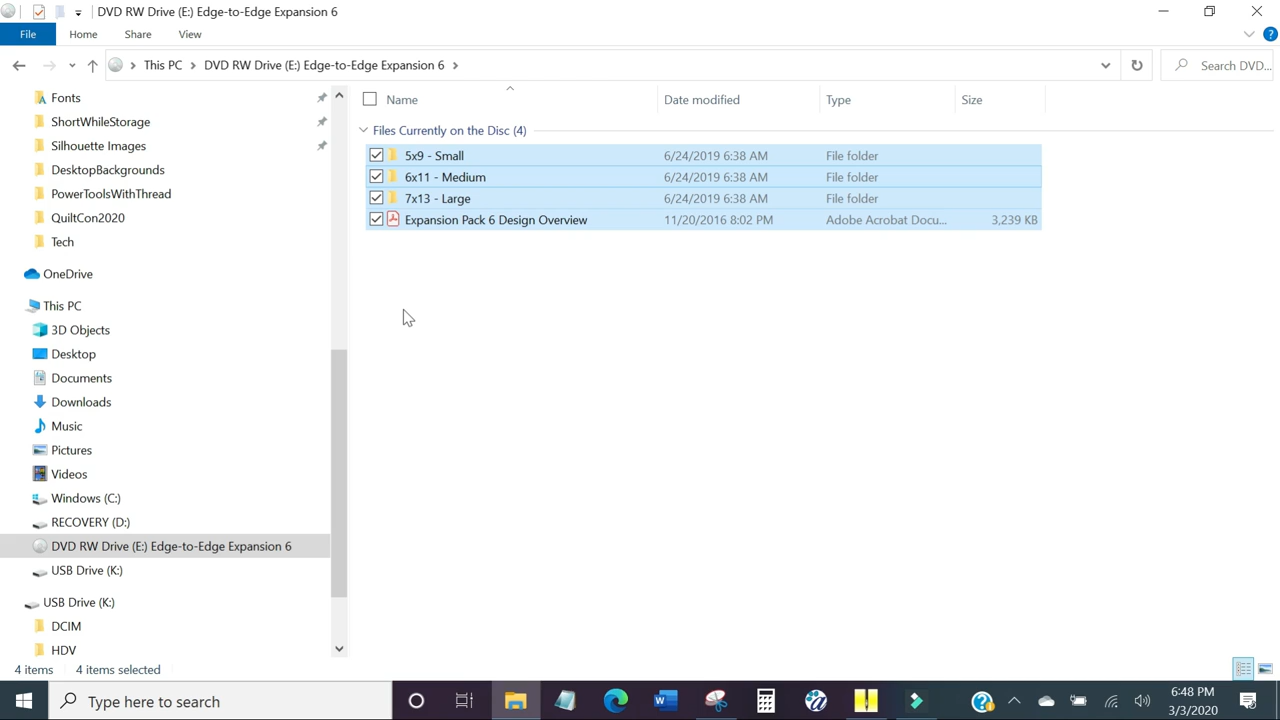 DVD RW Drive (E:) Edge-to-Edge Expansion 6
File Home Share View
This PC DVD RW Drive (E:) Edge-to-Edge Expansion 6
Search DVD...
Fonts
ShortWhileStorage
Silhouette Images
DesktopBackgrounds
PowerToolsWithThread
QuiltCon2020
Tech
OneDrive
This PC
3D Objects
Desktop
Documents
Downloads
Music
Pictures
Videos
Windows (C:)
RECOVERY (D:)
DVD RW Drive (E:) Edge-to-Edge Expansion 6
USB Drive (K:)
USB Drive (K:)
DCIM
HDV
Name Date modified Type Size
Files Currently on the Disc (4)
5x9 - Small 6/24/2019 6:38 AM File folder
6x11 - Medium 6/24/2019 6:38 AM File folder
7x13 - Large 6/24/2019 6:38 AM File folder
Expansion Pack 6 Design Overview 11/20/2016 8:02 PM Adobe Acrobat Docu... 3,239 KB
4 items 4 items selected
Type here to search
6:48 PM
3/3/2020